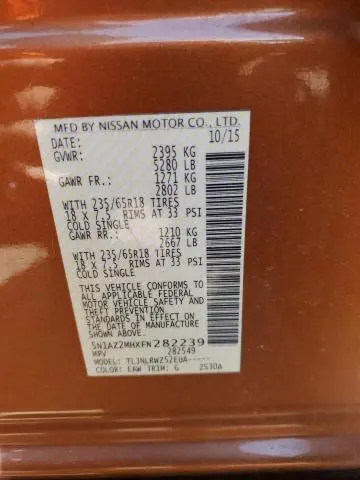 MFD BY NISSAN MOTOR CO., LTD.
DATE: 10/15
GVWR: 2395 KG
5280 LB
GAWR FR.: 1271 KG
2802 LB
WITH 235/65R18 TIRES
18 X 7.5 RIMS AT 33 PSI
COLD SINGLE
GAWR RR.: 1210 KG
2667 LB
WITH 235/65R18 TIRES
18 X 7.5 RIMS AT 33 PSI
COLD SINGLE
THIS VEHICLE CONFORMS TO
ALL APPLICABLE FEDERAL
MOTOR VEHICLE SAFETY AND
THEFT PREVENTION
STANDARDS IN EFFECT ON
THE DATE OF MANUFACTURE
SHOWN ABOVE.
5N1AZ2MHXFN282239
MPV 282549
TLJNLRWZ52EUA-----
COLOR: EAW TRIM: G 2530A